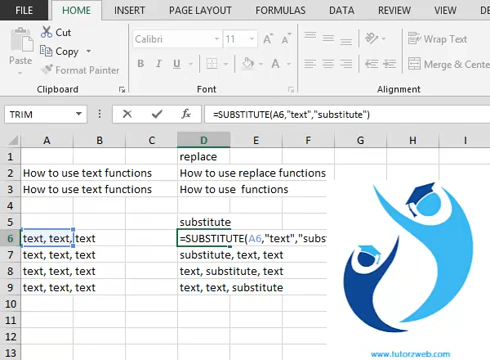 FILE HOME INSERT PAGE LAYOUT FORMULAS DATA REVIEW VIEW D
Cut
Copy
Format Painter
Paste
Clipboard
Calibri 11 A A
B I U A
Font
Wrap Text
Merge & Center
Alignment
TRIM =SUBSTITUTE(A6,"text","substitute")
A B C D E F G H I
1 replace
2 How to use text functions How to use replace functions
3 How to use text functions How to use functions
4
5 substitute
6 text, text, text =SUBSTITUTE(A6,"text","subst
7 text, text, text substitute, text, text
8 text, text, text text, substitute, text
9 text, text, text text, text, substitute
10
11
12
13
www.tutorzweb.com